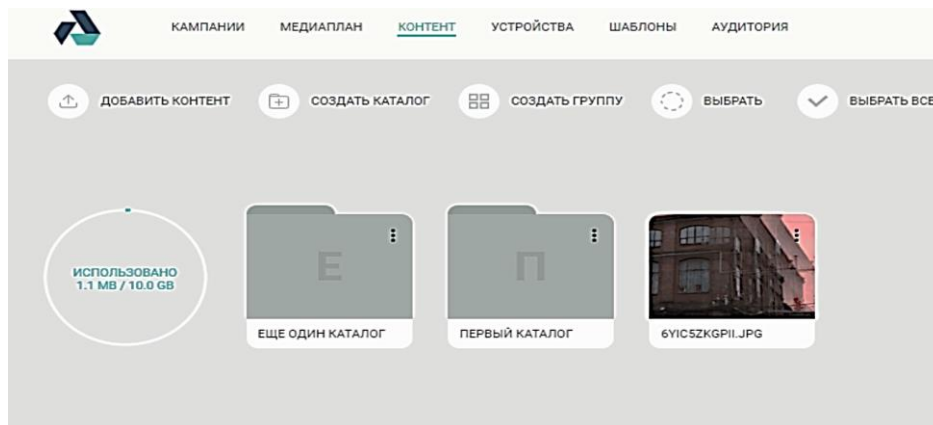 КАМПАНИИ МЕДИАПЛАН КОНТЕНТ УСТРОЙСТВА ШАБЛОНЫ АУДИТОРИЯ
ДОБАВИТЬ КОНТЕНТ СОЗДАТЬ КАТАЛОГ СОЗДАТЬ ГРУППУ ВЫБРАТЬ ВЫБРАТЬ ВСЕ
ИСПОЛЬЗОВАНО
1.1 MB / 10.0 GB
Е
ЕЩЕ ОДИН КАТАЛОГ
П
ПЕРВЫЙ КАТАЛОГ
6YIC5ZKGPII.JPG